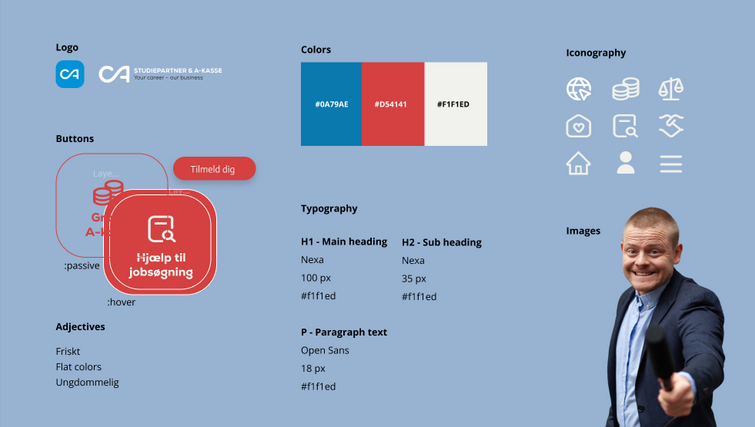 Logo
CA
CA STUDIEPARTNER & A-KASSE
Your career – our business
Buttons
Laye...
Tilmeld dig
Hjælp til
jobsøgning
:passive
:hover
Adjectives
Friskt
Flat colors
Ungdommelig
Colors
#0A79AE
#D54141
#F1F1ED
Typography
H1 - Main heading
Nexa
100 px
#f1f1ed
H2 - Sub heading
Nexa
35 px
#f1f1ed
P - Paragraph text
Open Sans
18 px
#f1f1ed
Iconography
Images